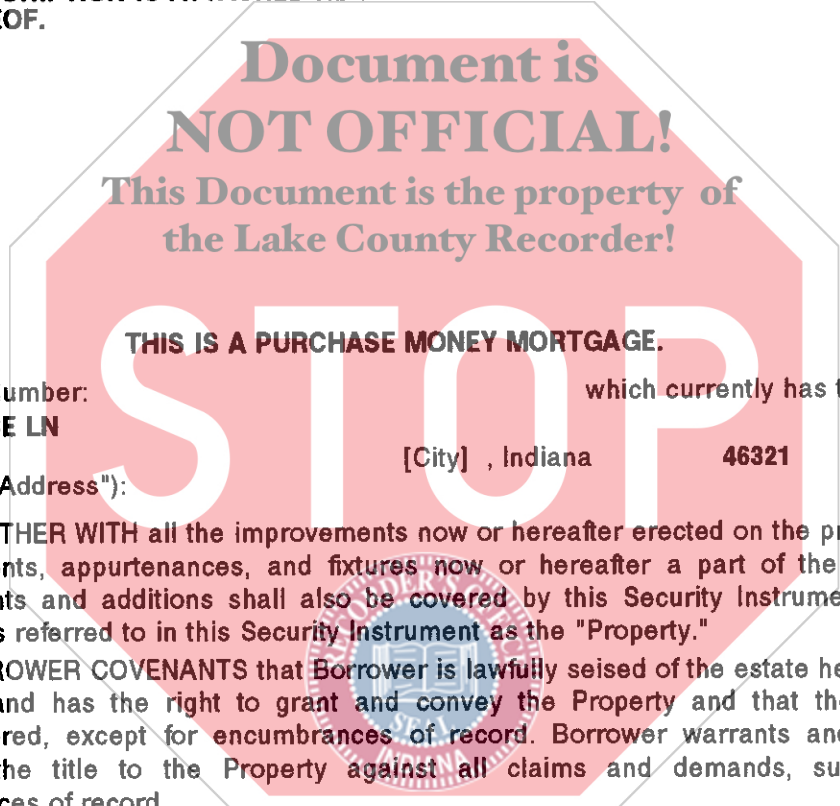 EOF.
Document is
NOT OFFICIAL!
This Document is the property of
the Lake County Recorder!
STOP
THIS IS A PURCHASE MONEY MORTGAGE.
umber: which currently has t
E LN
[City] , Indiana 46321
Address"):
THER WITH all the improvements now or hereafter erected on the pr
nts, appurtenances, and fixtures now or hereafter a part of the
ts and additions shall also be covered by this Security Instrume
s referred to in this Security Instrument as the "Property."
ROWER COVENANTS that Borrower is lawfully seised of the estate he
and has the right to grant and convey the Property and that th
red, except for encumbrances of record. Borrower warrants and
he title to the Property against all claims and demands, su
ces of record.
SEAL
INDIANA